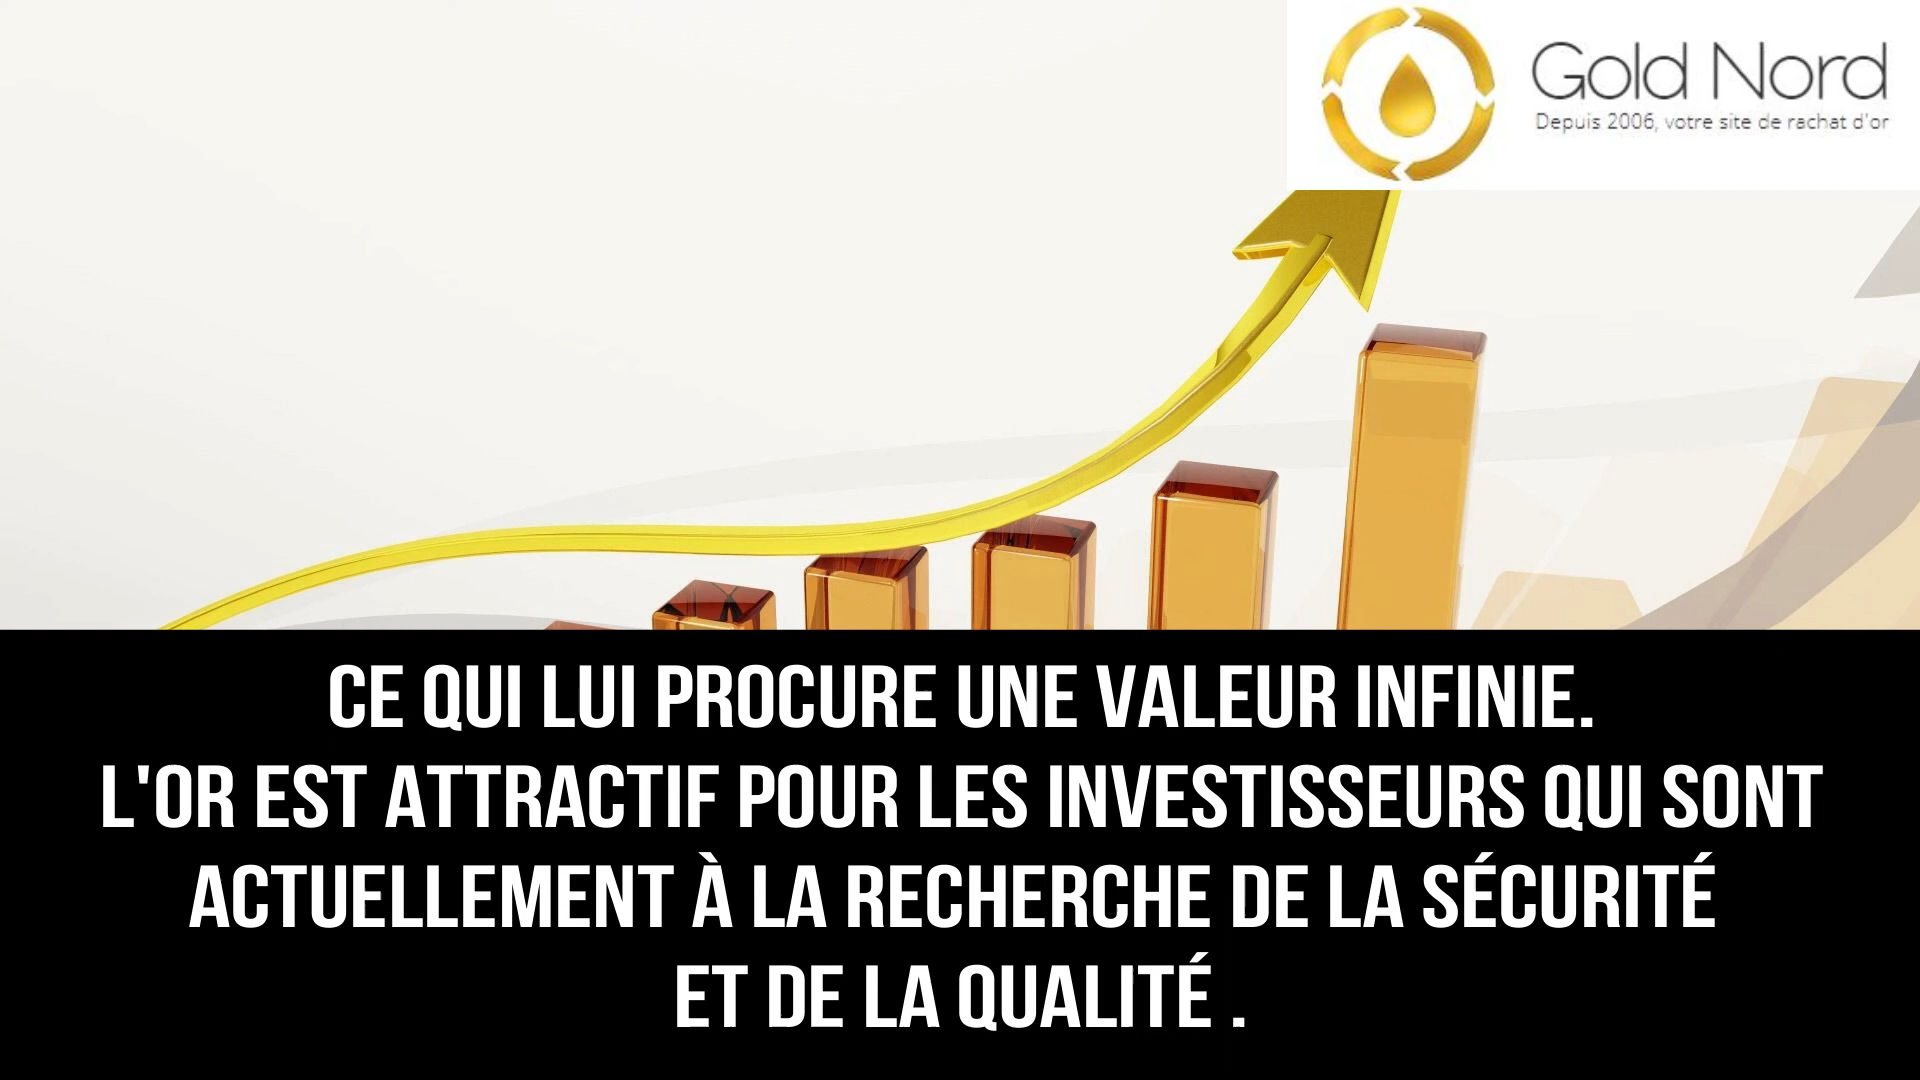 Gold Nord
Depuis 2006, votre site de rachat d'or
CE QUI LUI PROCURE UNE VALEUR INFINIE.
L'OR EST ATTRACTIF POUR LES INVESTISSEURS QUI SONT
ACTUELLEMENT À LA RECHERCHE DE LA SÉCURITÉ
ET DE LA QUALITÉ .